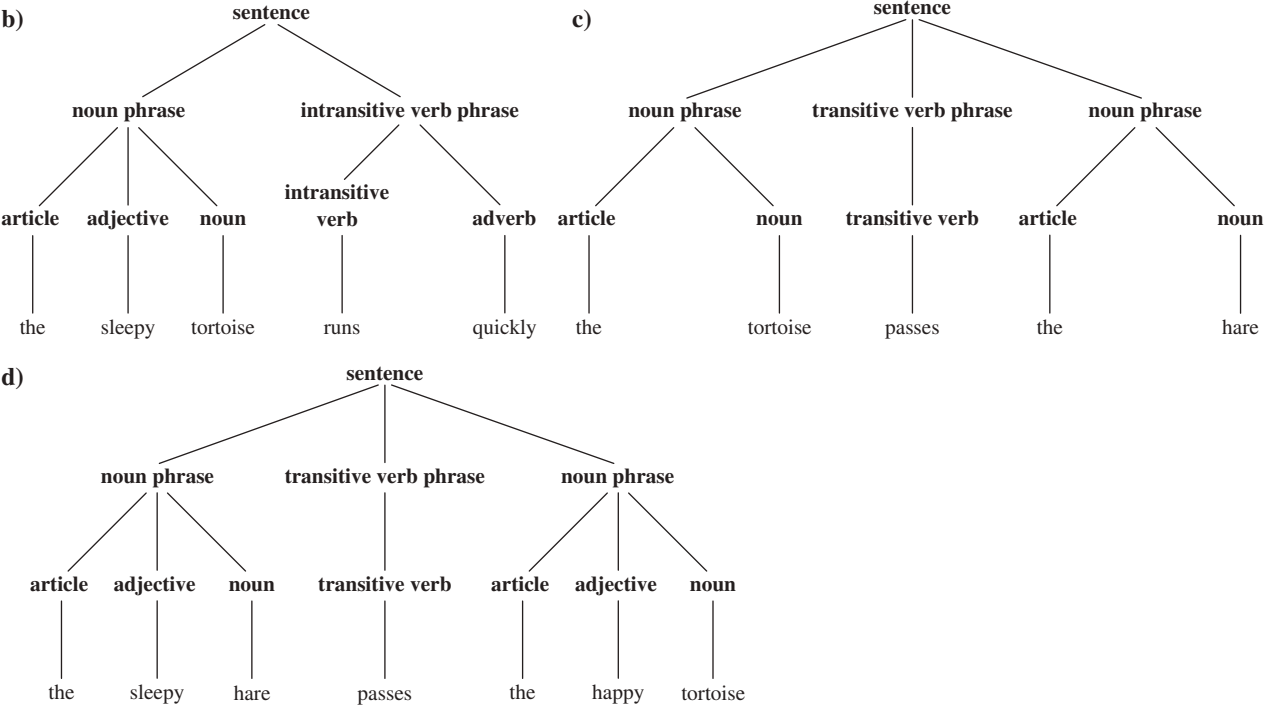 b)
sentence
noun phrase intransitive verb phrase
article adjective noun intransitive verb adverb
the sleepy tortoise runs quickly
c)
sentence
noun phrase transitive verb phrase noun phrase
article noun transitive verb article noun
the tortoise passes the hare
d)
sentence
noun phrase transitive verb phrase noun phrase
article adjective noun transitive verb article adjective noun
the sleepy hare passes the happy tortoise